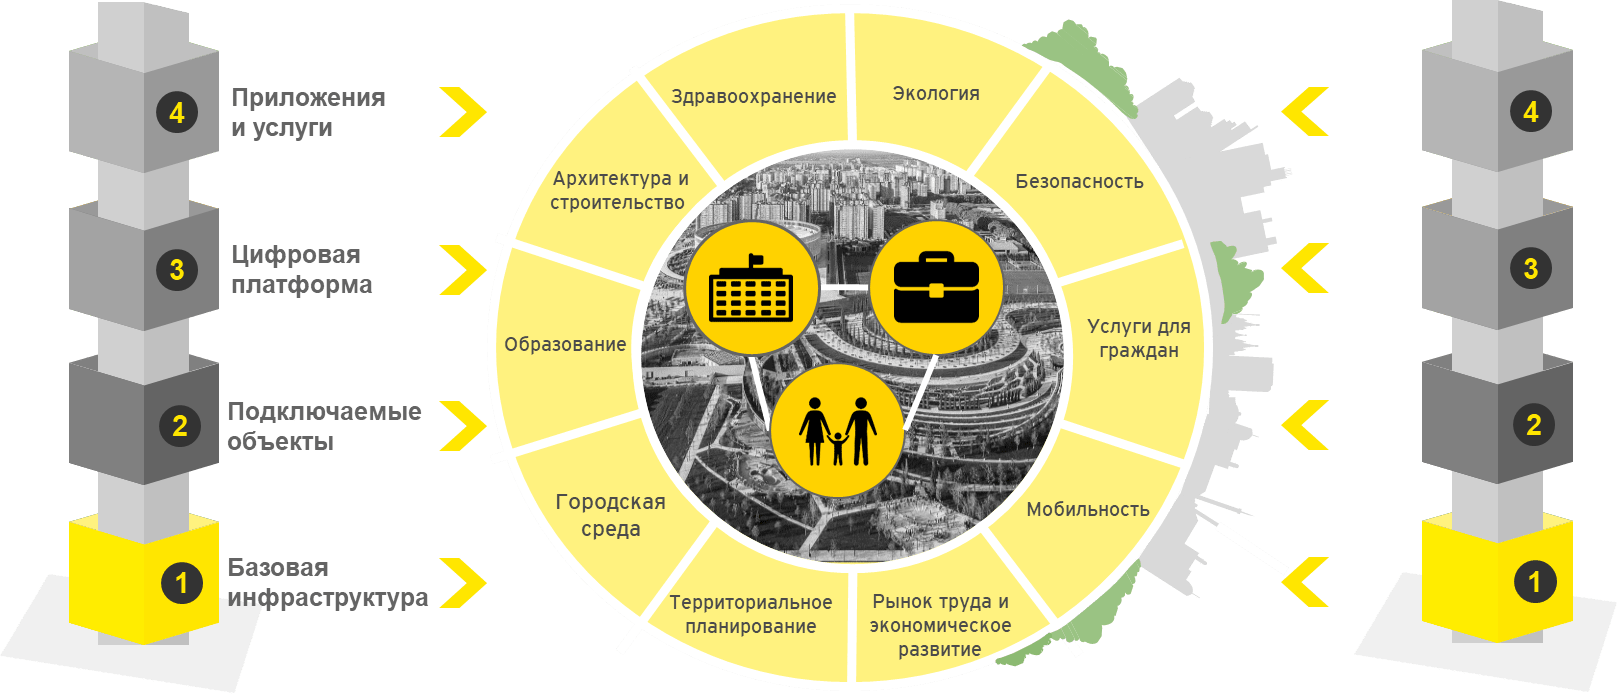 4
Приложения
и услуги
3
Цифровая
платформа
2
Подключаемые
объекты
1
Базовая
инфраструктура
Здравоохранение
Экология
Безопасность
Услуги для
граждан
Мобильность
Рынок труда и
экономическое
развитие
Территориальное
планирование
Городская
среда
Образование
Архитектура и
строительство
4
3
2
1